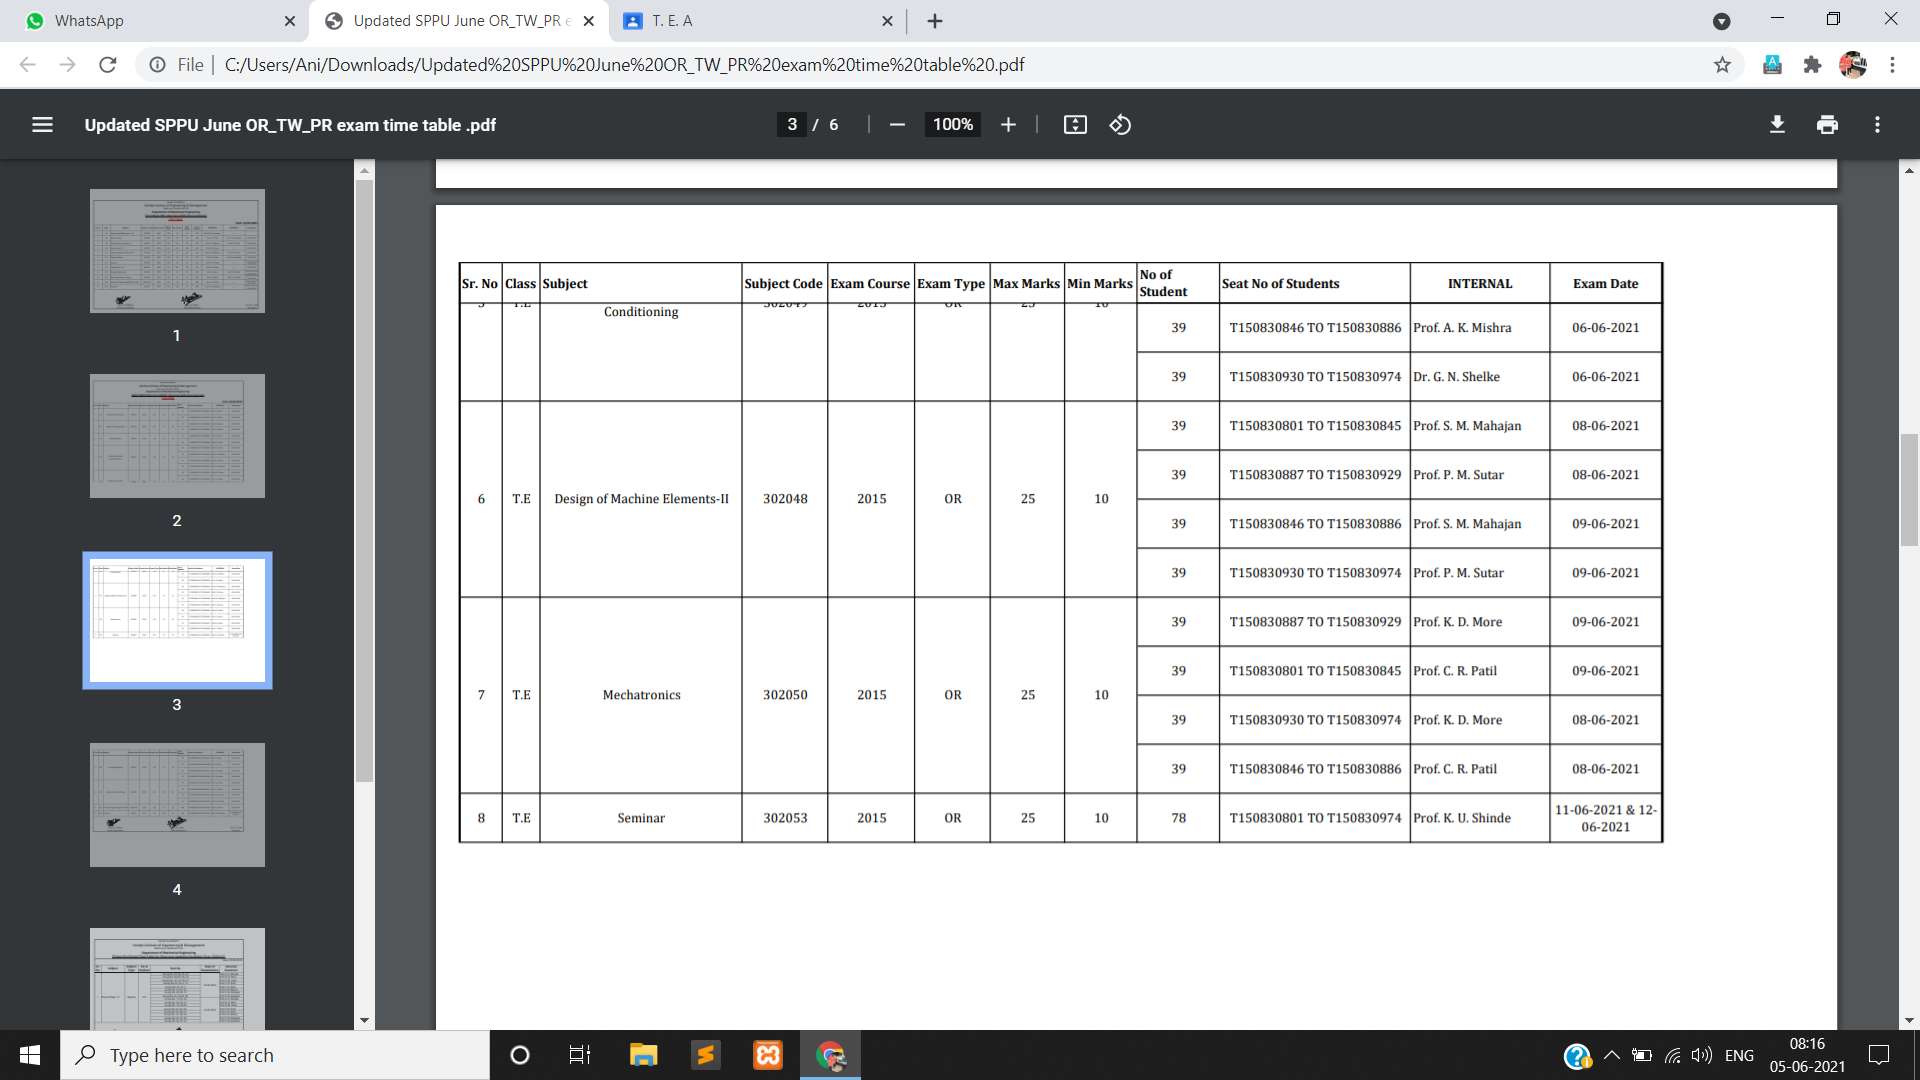 WhatsApp
Updated SPPU June OR_TW_PR e
T. E. A
File
C:/Users/Ani/Downloads/Updated%20SPPU%20June%20OR_TW_PR%20exam%20time%20table%20.pdf
Updated SPPU June OR_TW_PR exam time table .pdf
3 / 6
100%
1
2
3
4
Sr. No Class Subject Subject Code Exam Course Exam Type Max Marks Min Marks No of Student Seat No of Students INTERNAL Exam Date
5 T.E Conditioning 302049 2015 OR 25 10
39 T150830846 TO T150830886 Prof. A. K. Mishra 06-06-2021
39 T150830930 TO T150830974 Dr. G. N. Shelke 06-06-2021
6 T.E Design of Machine Elements-II 302048 2015 OR 25 10
39 T150830801 TO T150830845 Prof. S. M. Mahajan 08-06-2021
39 T150830887 TO T150830929 Prof. P. M. Sutar 08-06-2021
39 T150830846 TO T150830886 Prof. S. M. Mahajan 09-06-2021
39 T150830930 TO T150830974 Prof. P. M. Sutar 09-06-2021
7 T.E Mechatronics 302050 2015 OR 25 10
39 T150830887 TO T150830929 Prof. K. D. More 09-06-2021
39 T150830801 TO T150830845 Prof. C. R. Patil 09-06-2021
39 T150830930 TO T150830974 Prof. K. D. More 08-06-2021
39 T150830846 TO T150830886 Prof. C. R. Patil 08-06-2021
8 T.E Seminar 302053 2015 OR 25 10 78 T150830801 TO T150830974 Prof. K. U. Shinde 11-06-2021 & 12-
06-2021
Type here to search
ENG
08:16
05-06-2021